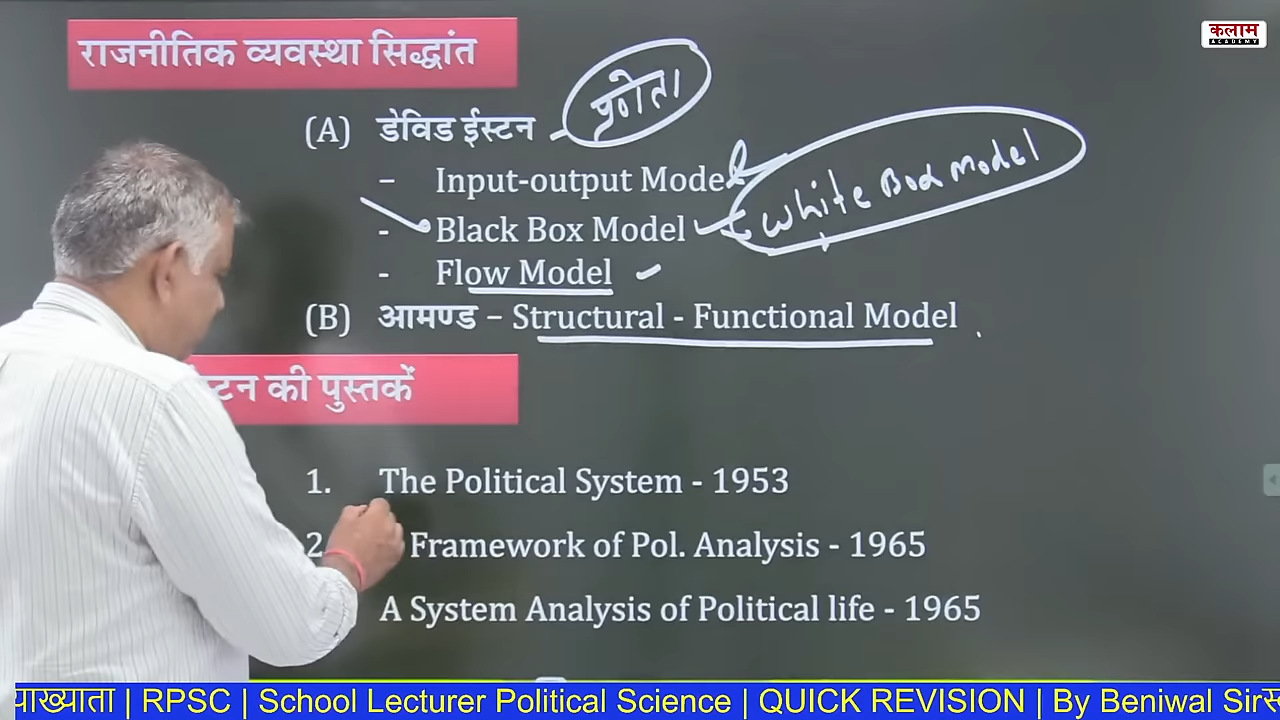 कलाम
ACADEMY
राजनीतिक व्यवस्था सिद्धांत
(A) डेविड ईस्टन - प्रणेता
- Input-output Model
- Black Box Model White Box Model
- Flow Model
(B) आमण्ड – Structural - Functional Model
स्टन की पुस्तकें
1. The Political System - 1953
2. Framework of Pol. Analysis - 1965
A System Analysis of Political life - 1965
याख्याता | RPSC | School Lecturer Political Science | QUICK REVISION | By Beniwal Sir